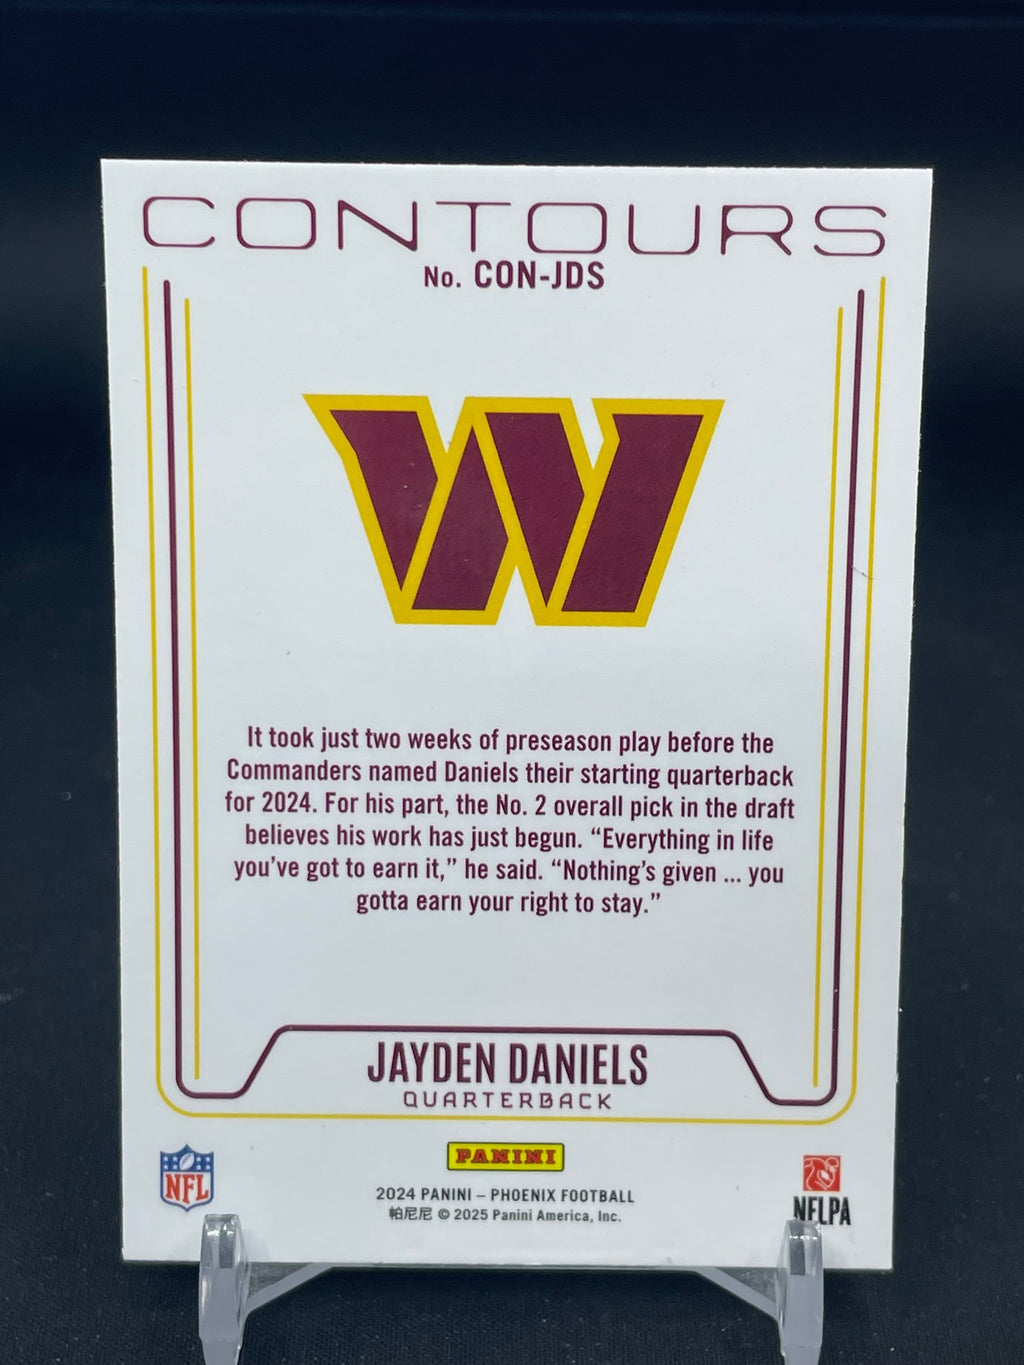 CONTOURS
No. CON-JDS
It took just two weeks of preseason play before the
Commanders named Daniels their starting quarterback
for 2024. For his part, the No. 2 overall pick in the draft
believes his work has just begun. “Everything in life
you’ve got to earn it,” he said. “Nothing’s given ... you
gotta earn your right to stay.”
JAYDEN DANIELS
QUARTERBACK
PANINI
NFL
2024 PANINI – PHOENIX FOOTBALL
帕尼尼 © 2025 Panini America, Inc.
NFLPA